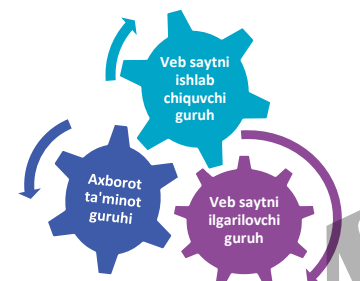 Veb saytni
ishlab
chiquvchi
guruh
Axborot
ta'minot
guruhi
Veb saytni
ilgarilovchi
guruh